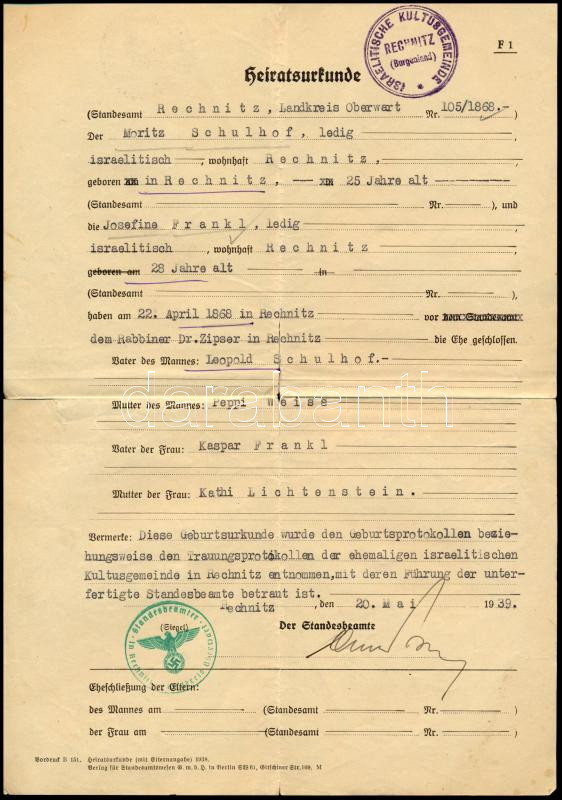 ISRAELITISCHE KULTUSGEMEINDE
RECHNITZ
(Burgenland)
F 1
Heiratsurkunde
(Standesamt Rechnitz, Landkreis Oberwart Nr. 105/1868.-)
Der Moritz Schulhof, ledig
israelitisch, wohnhaft Rechnitz,
geboren am in Rechnitz, in 25 Jahre alt
(Standesamt Nr. ), und
die Josefine Frankl, ledig
israelitisch, wohnhaft Rechnitz
geboren am 28 Jahre alt in
(Standesamt Nr. ),
haben am 22. April 1868 in Rechnitz vor dem Standesamt
dem Rabbiner Dr.Zipser in Rechnitz die Ehe geschlossen.
Vater des Mannes: Leopold Schulhof.-
Mutter des Mannes: Peppi Weise
darabanth
Vater der Frau: Kaspar Frankl
Mutter der Frau: Kathi Lichtenstein.
Vermerke: Diese Geburtsurkunde wurde den Geburtsprotokollen bezie-
hungsweise den Trauungsprotokollen der ehemaligen israelitischen
Kultusgemeinde in Rechnitz entnommen,mit deren Führung der unter-
fertigte Standesbeamte betraut ist.
Rechnitz, den 20. Mai 1939.
(Siegel)
Der Standesbeamte
Standesbeamter
in Rechnitz
Eheschließung der Eltern:
des Mannes am (Standesamt Nr. )
der Frau am (Standesamt Nr. )
Vordruck B 151. Heiratsurkunde (mit Elternangabe) 1938.
Verlag für Standesamtswesen G. m. b. H. in Berlin SW 61, Gitschiner Str. 109. M